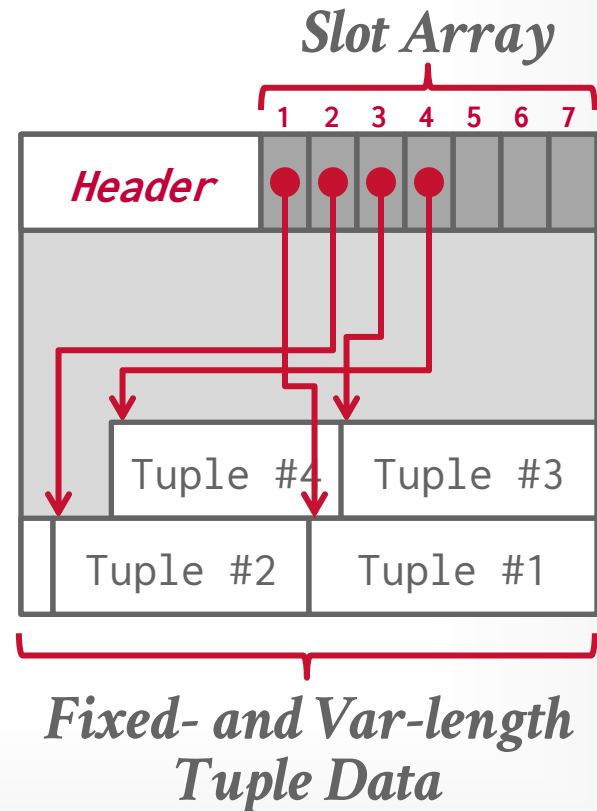 Slot Array
1 2 3 4 5 6 7
Header
Tuple #4 Tuple #3
Tuple #2 Tuple #1
Fixed- and Var-length
Tuple Data